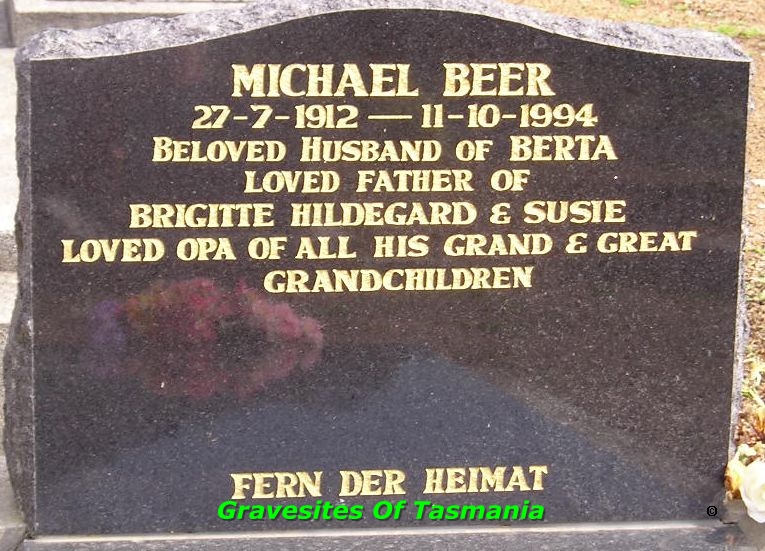 MICHAEL BEER
27-7-1912 — 11-10-1994
BELOVED HUSBAND OF BERTA
LOVED FATHER OF
BRIGITTE HILDEGARD & SUSIE
LOVED OPA OF ALL HIS GRAND & GREAT
GRANDCHILDREN
FERN DER HEIMAT
Gravesites Of Tasmania
©